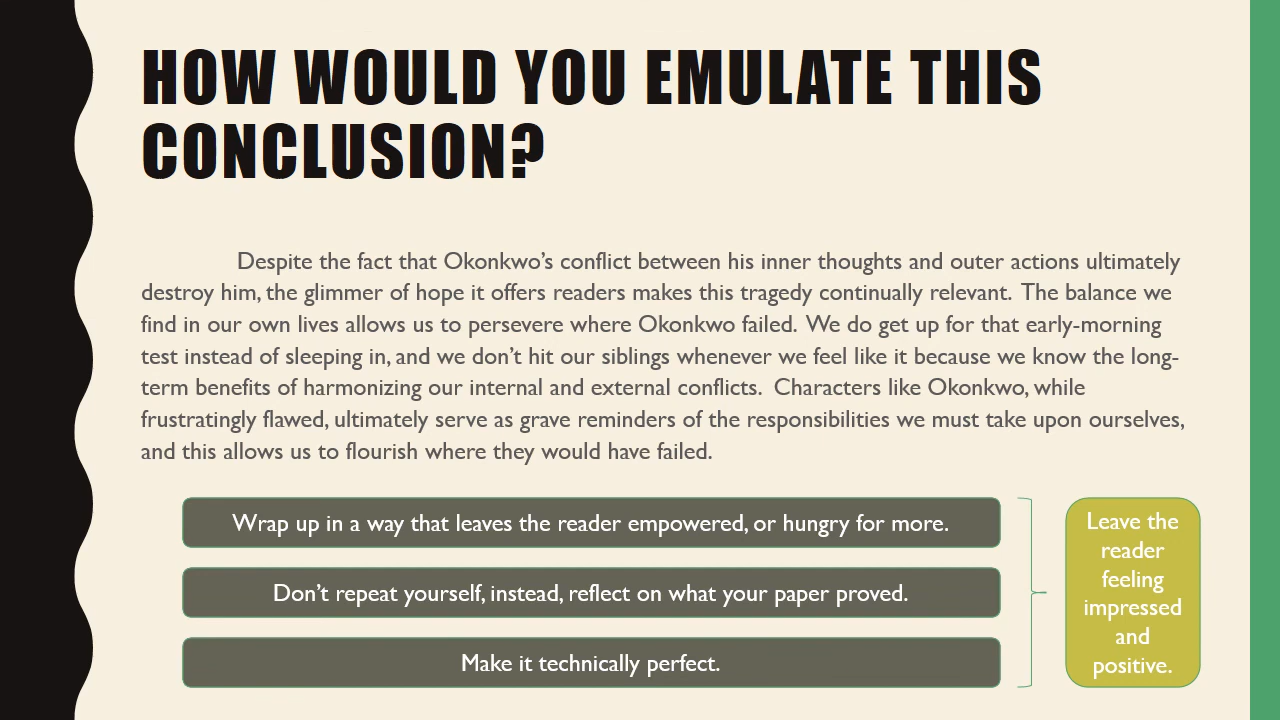 HOW WOULD YOU EMULATE THIS
CONCLUSION?
Despite the fact that Okonkwo’s conflict between his inner thoughts and outer actions ultimately
destroy him, the glimmer of hope it offers readers makes this tragedy continually relevant.  The balance we
find in our own lives allows us to persevere where Okonkwo failed.  We do get up for that early-morning
test instead of sleeping in, and we don’t hit our siblings whenever we feel like it because we know the long-
term benefits of harmonizing our internal and external conflicts.  Characters like Okonkwo, while
frustratingly flawed, ultimately serve as grave reminders of the responsibilities we must take upon ourselves,
and this allows us to flourish where they would have failed.
Wrap up in a way that leaves the reader empowered, or hungry for more.
Don’t repeat yourself, instead, reflect on what your paper proved.
Make it technically perfect.
Leave the
reader
feeling
impressed
and
positive.